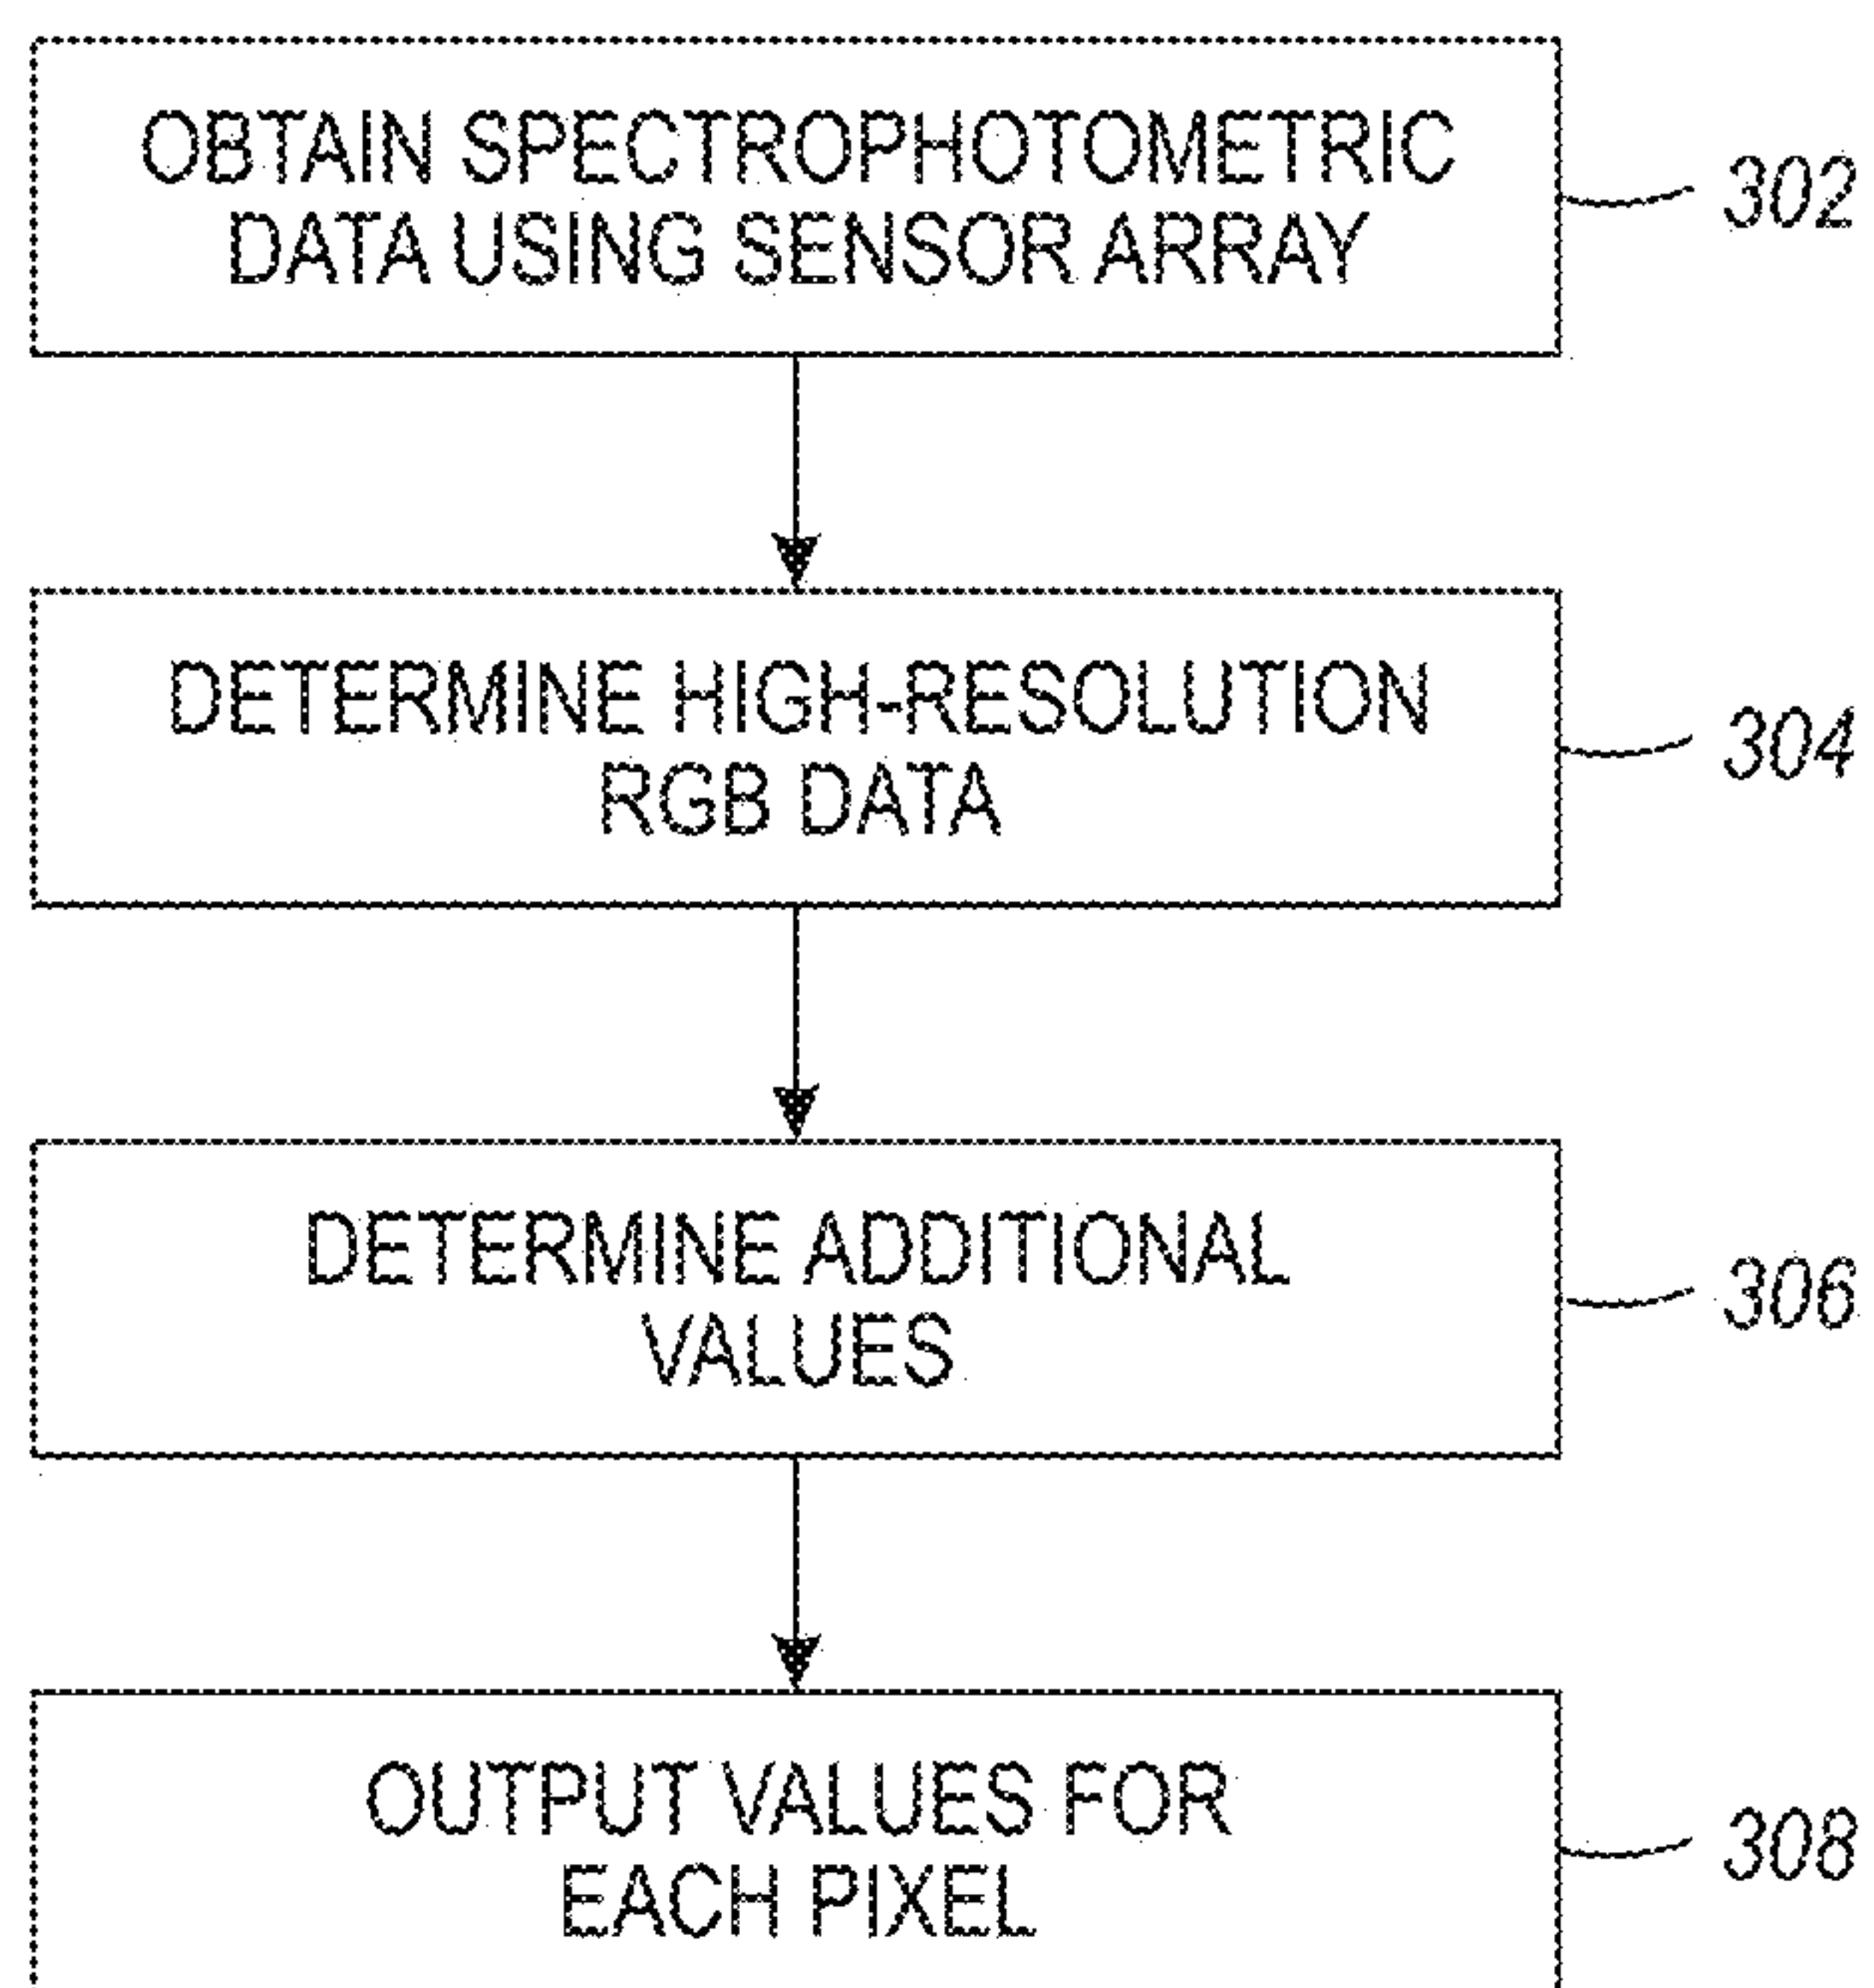 OBTAIN SPECTROPHOTOMETRIC
DATA USING SENSOR ARRAY
302
DETERMINE HIGH-RESOLUTION
RGB DATA
304
DETERMINE ADDITIONAL
VALUES
306
OUTPUT VALUES FOR
EACH PIXEL
308